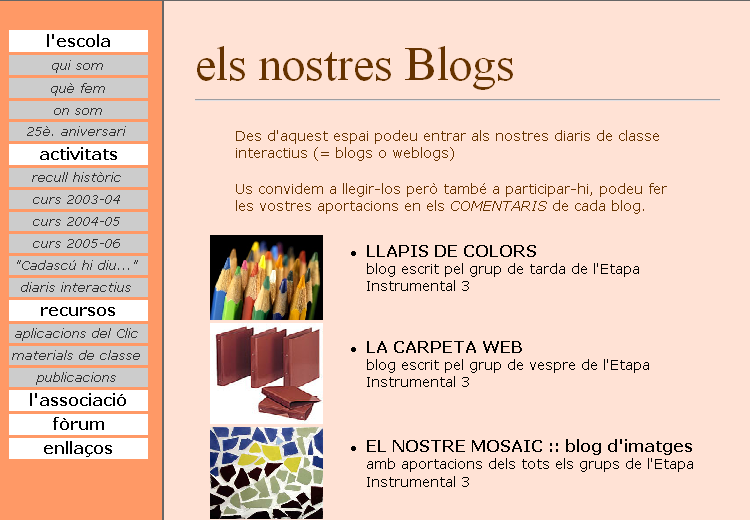 l'escola
qui som
què fem
on som
25è. aniversari
activitats
recull històric
curs 2003-04
curs 2004-05
curs 2005-06
"Cadascú hi diu..."
diaris interactius
recursos
aplicacions del Clic
materials de classe
publicacions
l'associació
fòrum
enllaços
els nostres Blogs
Des d'aquest espai podeu entrar als nostres diaris de classe
interactius (= blogs o weblogs)
Us convidem a llegir-los però també a participar-hi, podeu fer
les vostres aportacions en els COMENTARIS de cada blog.
LLAPIS DE COLORS
blog escrit pel grup de tarda de l'Etapa
Instrumental 3
LA CARPETA WEB
blog escrit pel grup de vespre de l'Etapa
Instrumental 3
EL NOSTRE MOSAIC :: blog d'imatges
amb aportacions dels tots els grups de l'Etapa
Instrumental 3